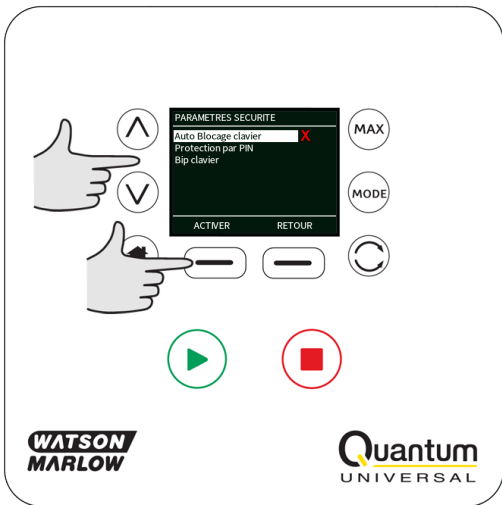 PARAMETRES SECURITE
Auto Blocage clavier X
Protection par PIN
Bip clavier
ACTIVER RETOUR
MAX
MODE
WATSON
MARLOW
Quantum
UNIVERSAL